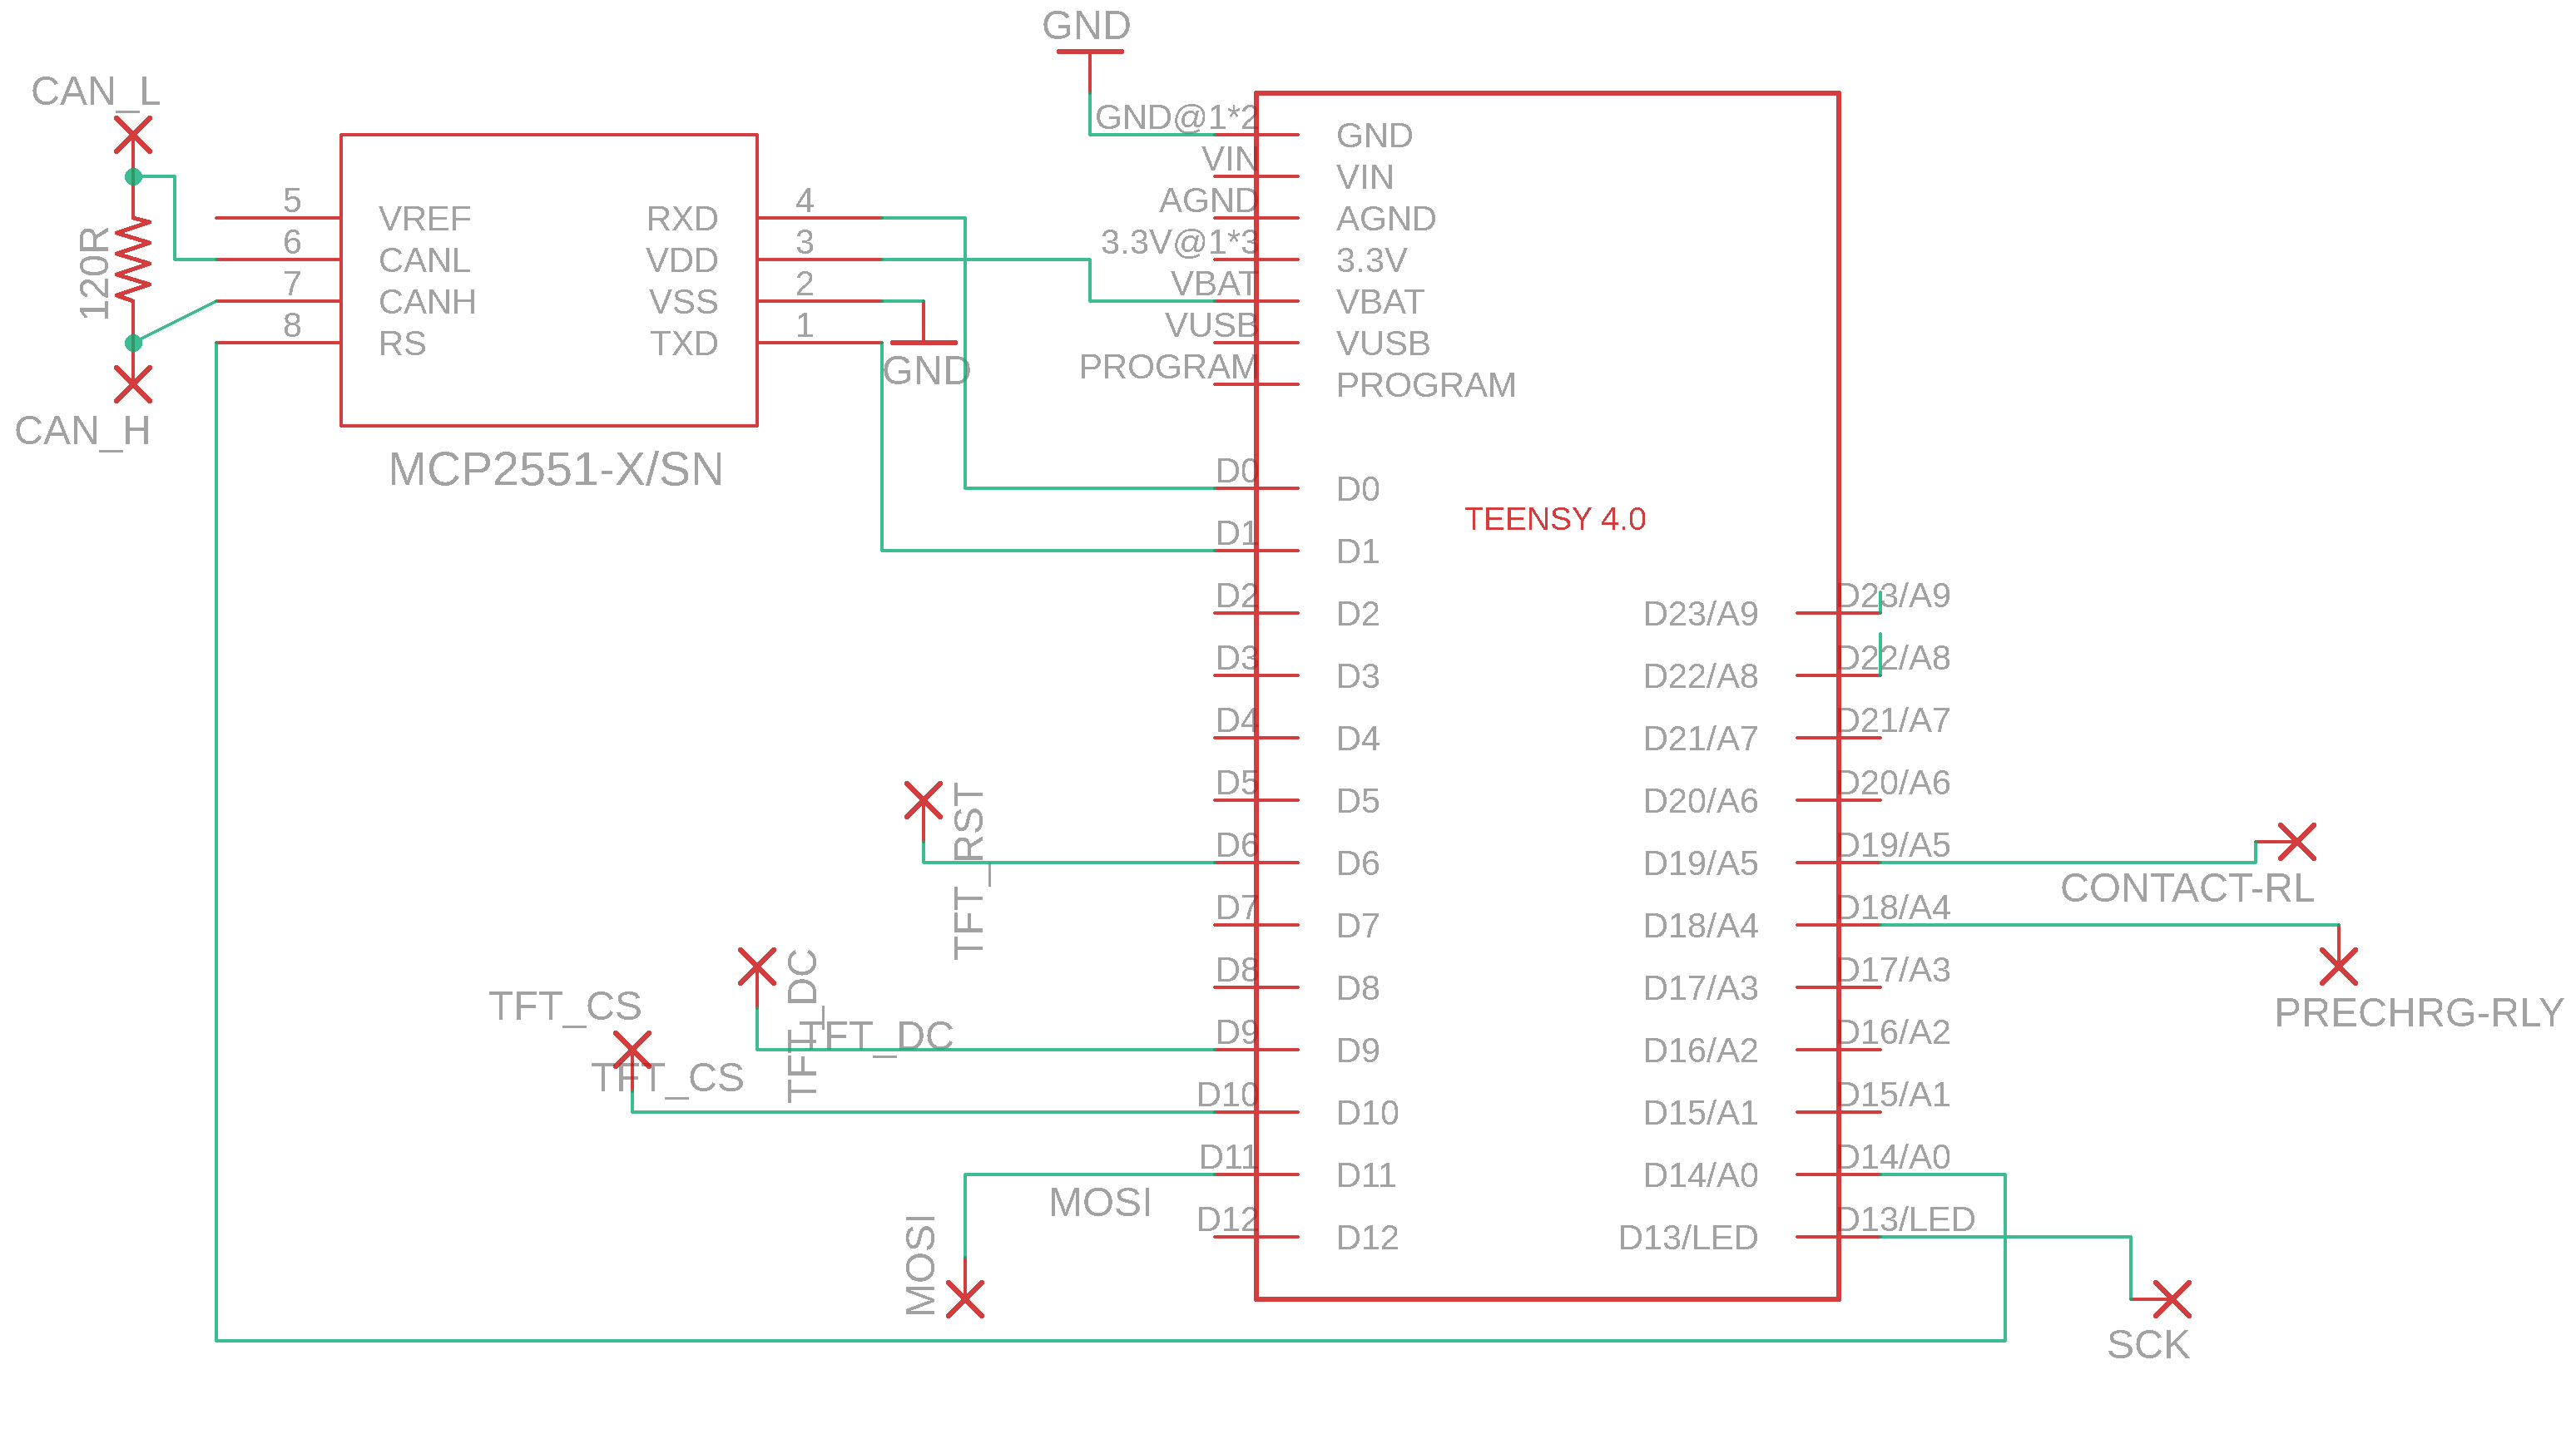 GND
CAN_L
120R
CAN_H
5
6
7
8
VREF
CANL
CANH
RS
RXD
VDD
VSS
TXD
4
3
2
1
GND
MCP2551-X/SN
GND@1*2
VIN
AGND
3.3V@1*3
VBAT
VUSB
PROGRAM
GND
VIN
AGND
3.3V
VBAT
VUSB
PROGRAM
TEENSY 4.0
D0
D1
D2
D3
D4
D5
D6
D7
D8
D9
D10
D11
D12
D0
D1
D2
D3
D4
D5
D6
D7
D8
D9
D10
D11
D12
D23/A9
D22/A8
D21/A7
D20/A6
D19/A5
D18/A4
D17/A3
D16/A2
D15/A1
D14/A0
D13/LED
D23/A9
D22/A8
D21/A7
D20/A6
D19/A5
D18/A4
D17/A3
D16/A2
D15/A1
D14/A0
D13/LED
TFT_RST
TFT_DC
TFT_DC
TFT_CS
TFT_CS
MOSI
MOSI
CONTACT-RL
PRECHRG-RLY
SCK